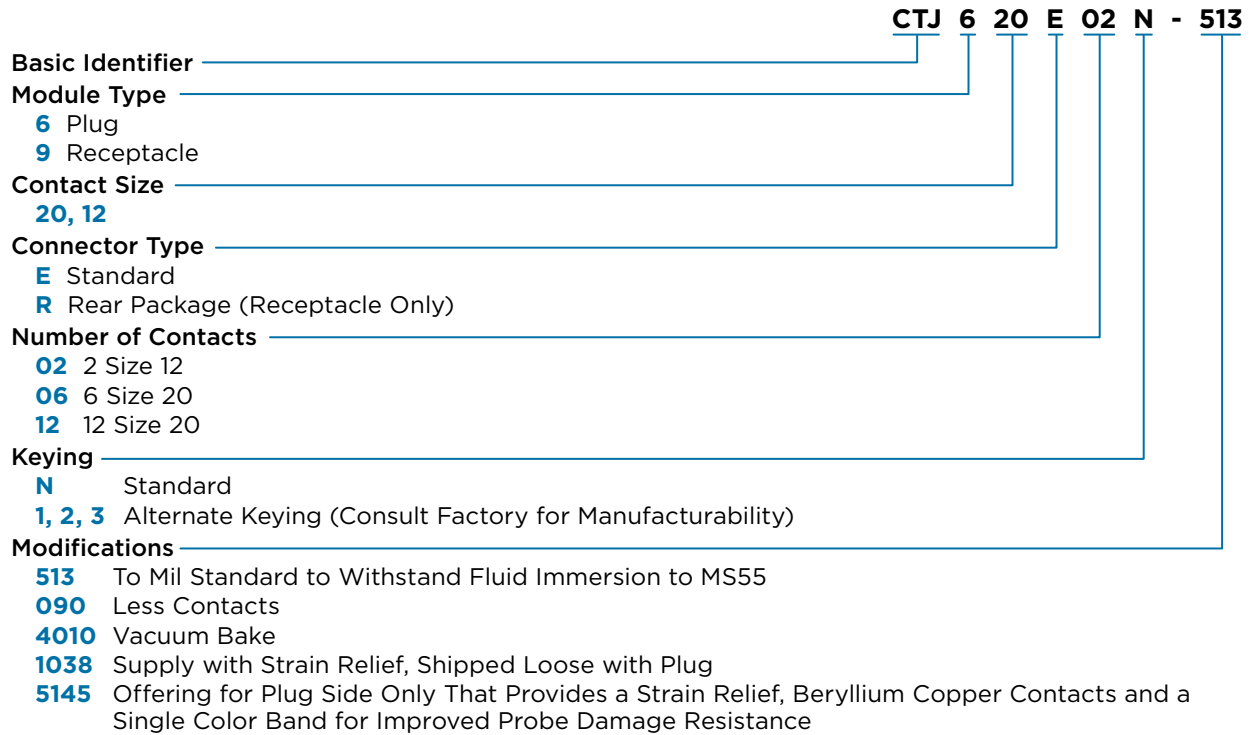 CTJ 6 20 E 02 N - 513
Basic Identifier
Module Type
6 Plug
9 Receptacle
Contact Size
20, 12
Connector Type
E Standard
R Rear Package (Receptacle Only)
Number of Contacts
02 2 Size 12
06 6 Size 20
12 12 Size 20
Keying
N Standard
1, 2, 3 Alternate Keying (Consult Factory for Manufacturability)
Modifications
513 To Mil Standard to Withstand Fluid Immersion to MS55
090 Less Contacts
4010 Vacuum Bake
1038 Supply with Strain Relief, Shipped Loose with Plug
5145 Offering for Plug Side Only That Provides a Strain Relief, Beryllium Copper Contacts and a
Single Color Band for Improved Probe Damage Resistance